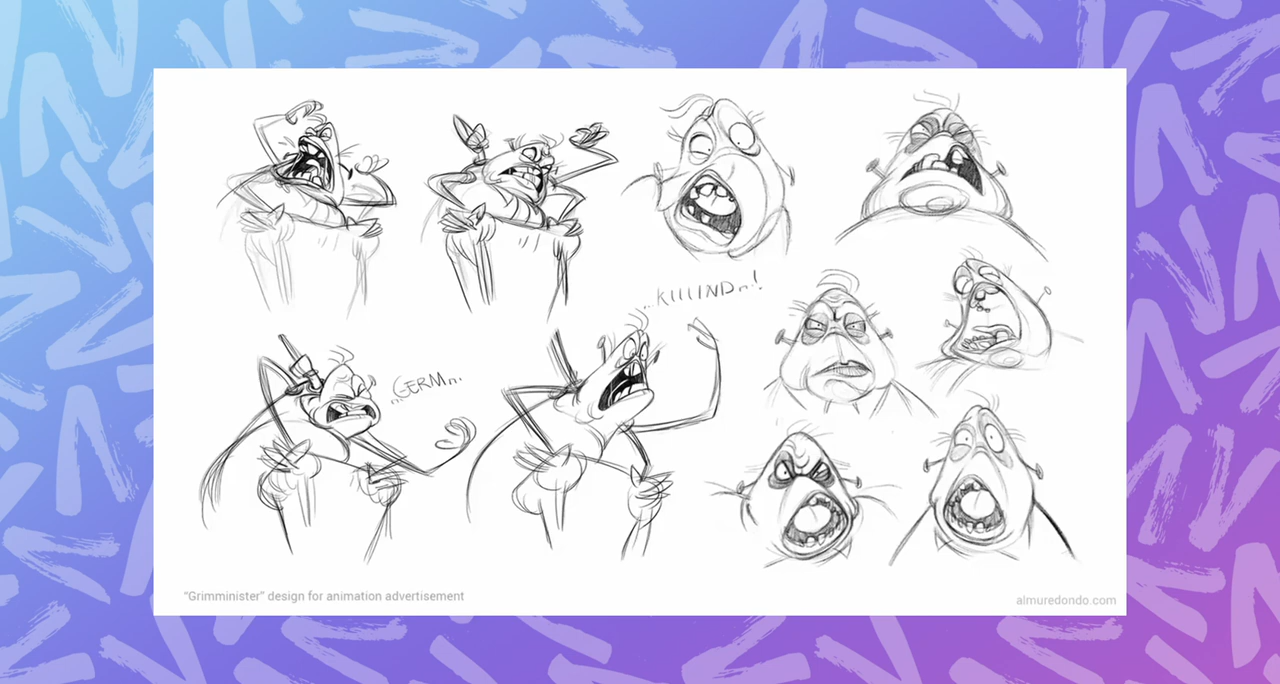 ...KIIIIND...!
...GERM...
"Grimminister" design for animation advertisement
almuredondo.com